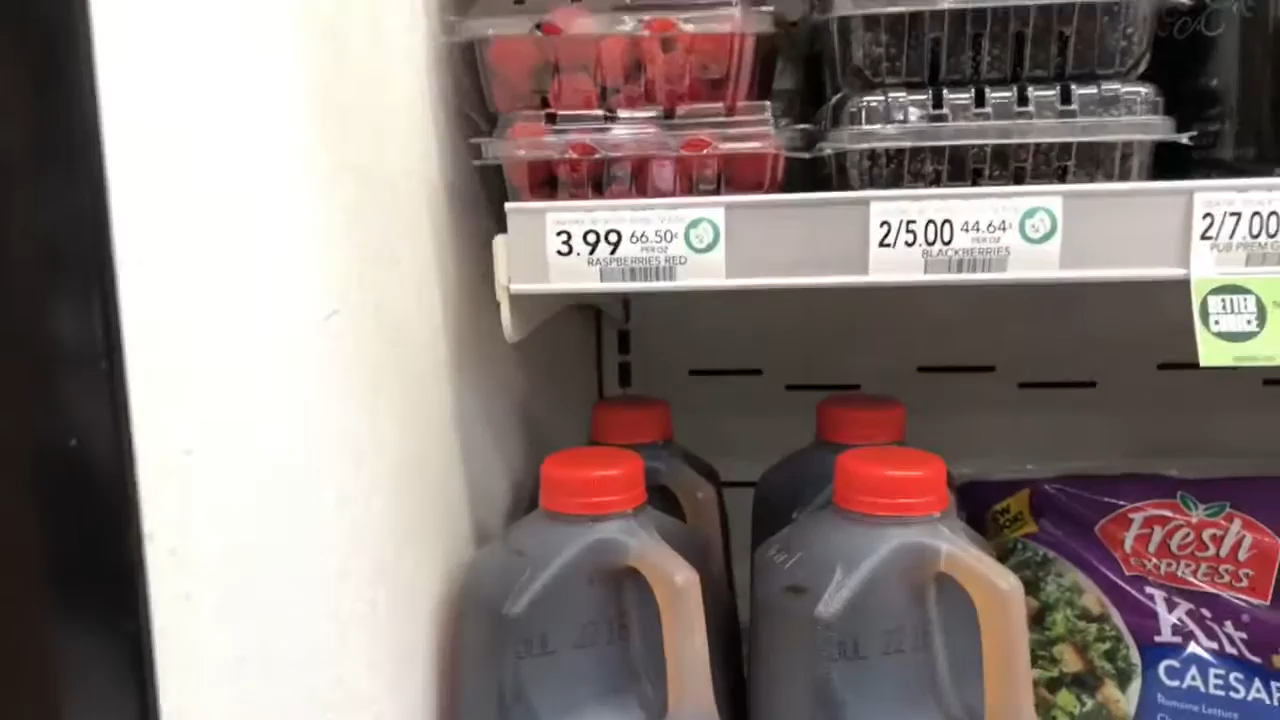 3.99 66.50¢
PER OZ
RASPBERRIES RED
2/5.00 44.64¢
PER OZ
BLACKBERRIES
2/7.00
PUB PREM
BETTER
CHOICE
Fresh
EXPRESS
Kit
CAESAR
Romaine Lettuce